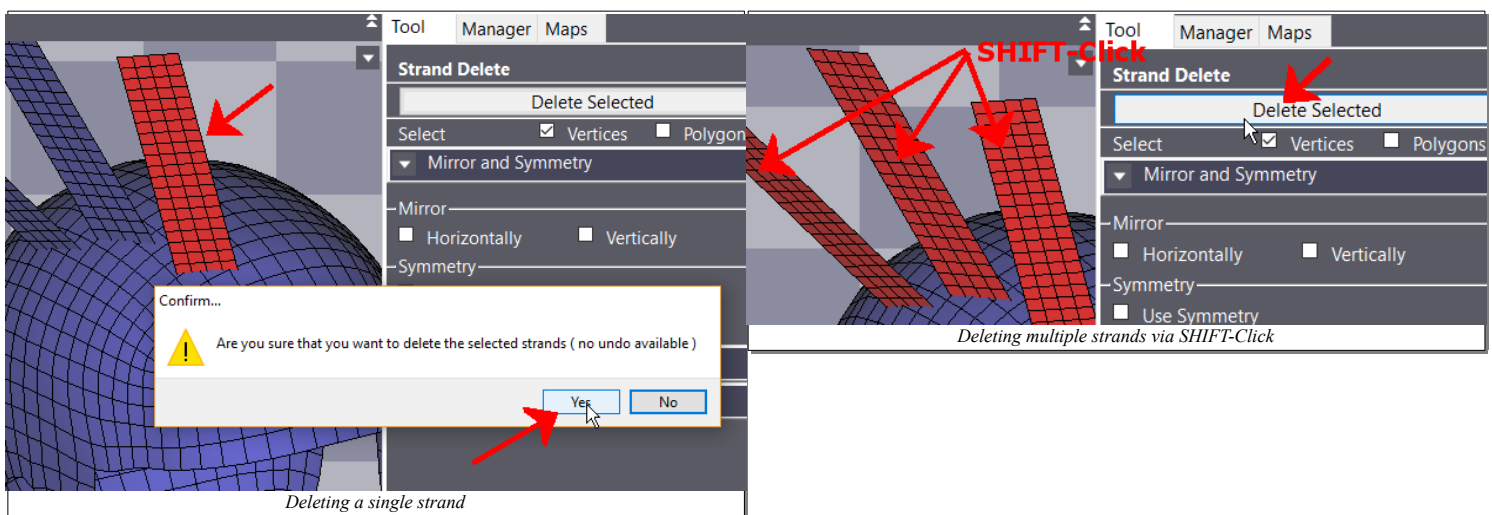 Tool Manager Maps
Strand Delete
Delete Selected
Select Vertices Polygon
Mirror and Symmetry
Mirror
Horizontally Vertically
Symmetry
Confirm...
Are you sure that you want to delete the selected strands ( no undo available )
Yes No
Deleting a single strand
Tool Manager Maps
SHIFT-Click
Strand Delete
Delete Selected
Select Vertices Polygons
Mirror and Symmetry
Mirror
Horizontally Vertically
Symmetry
Use Symmetry
Deleting multiple strands via SHIFT-Click